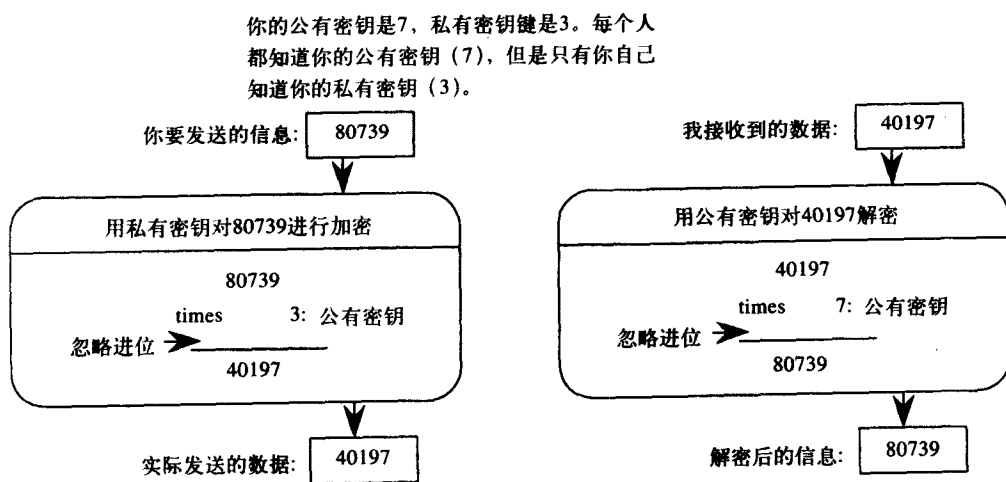 你的公有密钥是7，私有密钥键是3。每个人
都知道你的公有密钥（7），但是只有你自己
知道你的私有密钥（3）。
你要发送的信息： 80739
用私有密钥对80739进行加密
80739
times 3：公有密钥
忽略进位
40197
实际发送的数据： 40197
我接收到的数据： 40197
用公有密钥对40197解密
40197
times 7：公有密钥
忽略进位
80739
解密后的信息： 80739